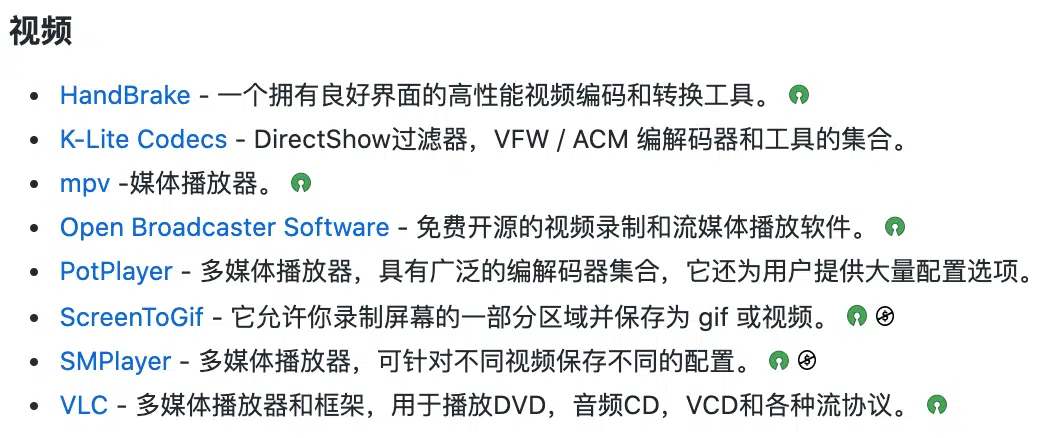 视频
HandBrake - 一个拥有良好界面的高性能视频编码和转换工具。
K-Lite Codecs - DirectShow过滤器，VFW / ACM 编解码器和工具的集合。
mpv -媒体播放器。
Open Broadcaster Software - 免费开源的视频录制和流媒体播放软件。
PotPlayer - 多媒体播放器，具有广泛的编解码器集合，它还为用户提供大量配置选项。
ScreenToGif - 它允许你录制屏幕的一部分区域并保存为 gif 或视频。
SMPlayer - 多媒体播放器，可针对不同视频保存不同的配置。
VLC - 多媒体播放器和框架，用于播放DVD，音频CD，VCD和各种流协议。